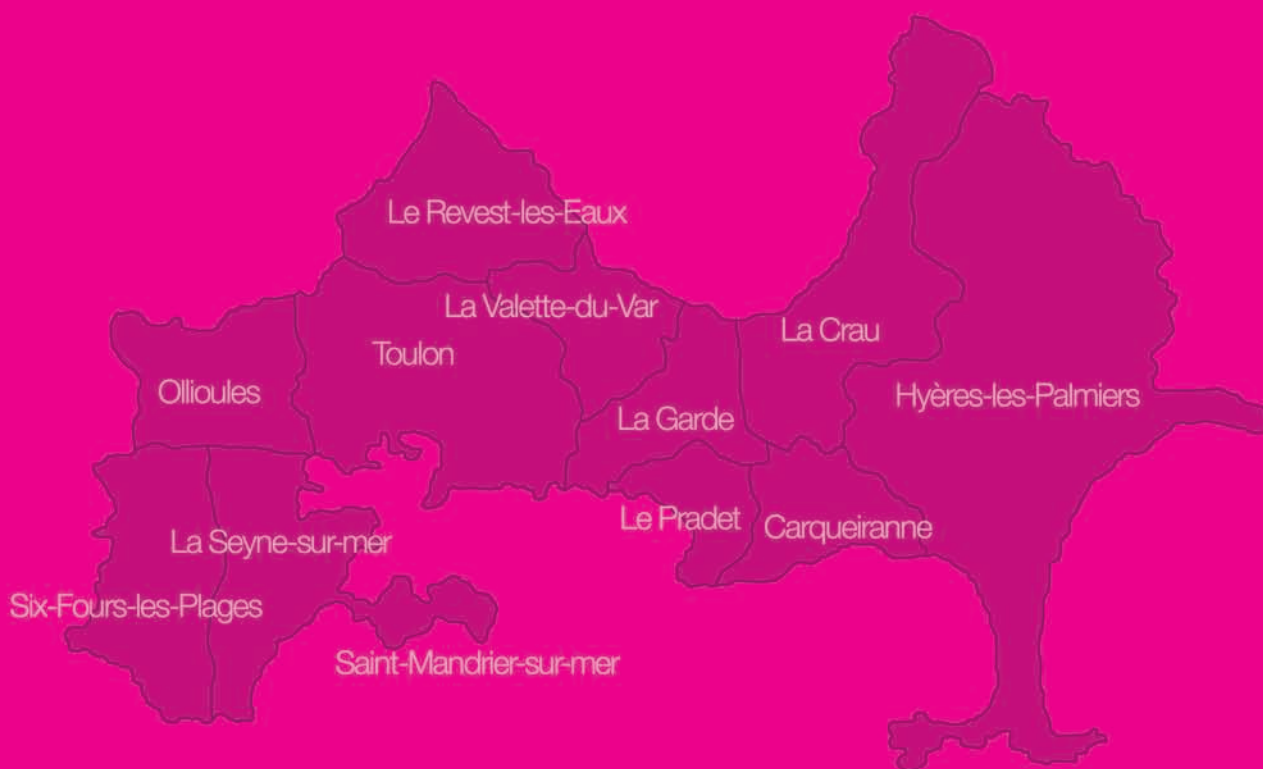 Le Revest-les-Eaux
La Valette-du-Var
La Crau
Toulon
Ollioules
Hyères-les-Palmiers
La Garde
Le Pradet
Carqueiranne
La Seyne-sur-mer
Six-Fours-les-Plages
Saint-Mandrier-sur-mer